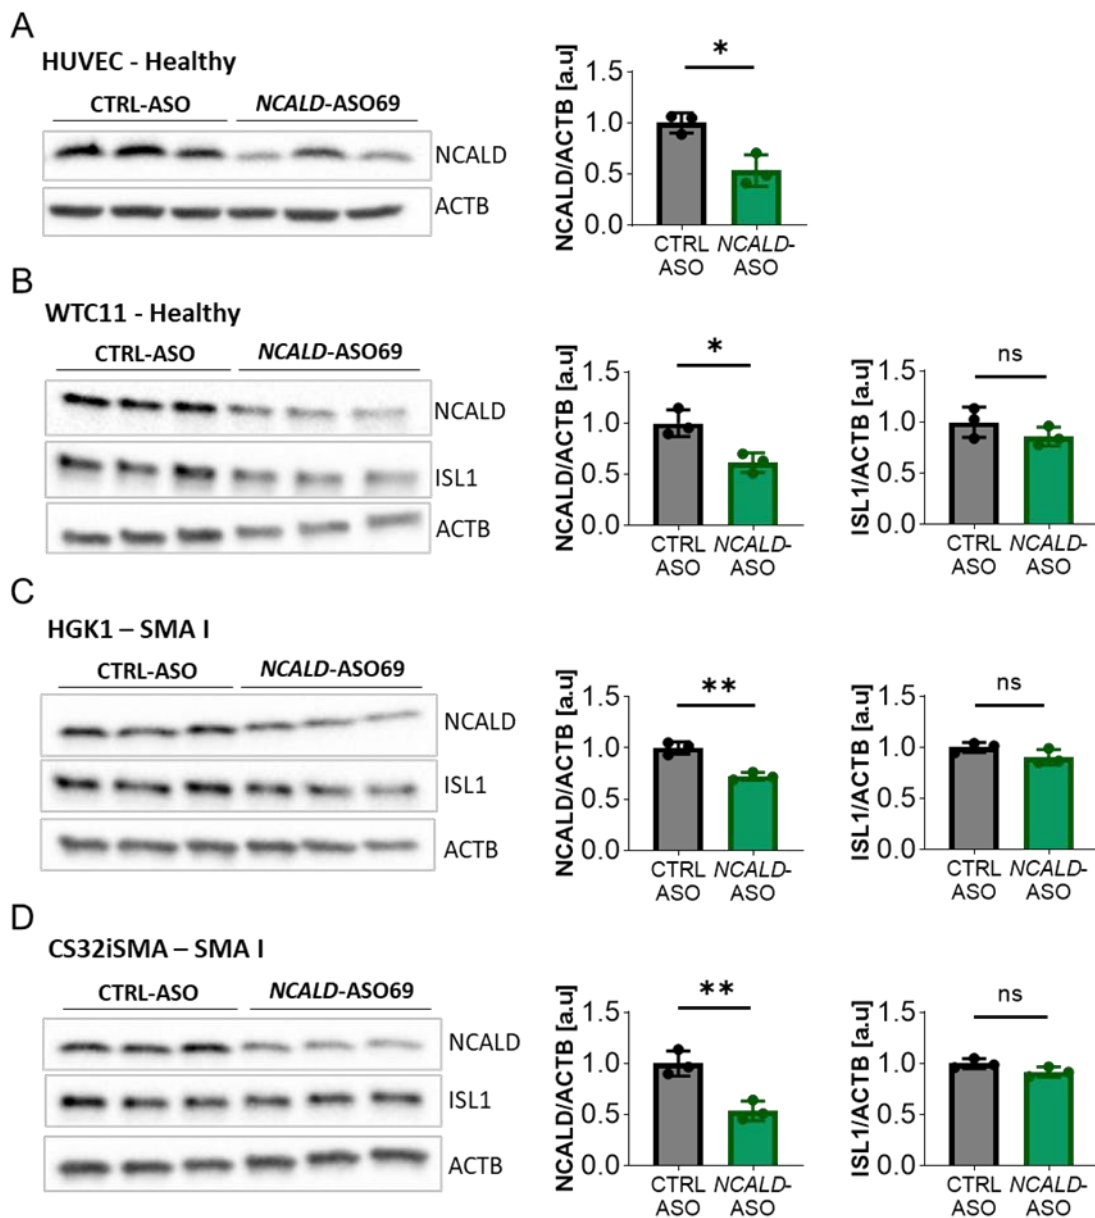 A
HUVEC - Healthy
CTRL-ASO NCALD-ASO69
NCALD
ACTB
*
NCALD/ACTB [a.u]
1.5
1.0
0.5
0.0
CTRL NCALD-
ASO ASO
B
WTC11 - Healthy
CTRL-ASO NCALD-ASO69
NCALD
ISL1
ACTB
*
NCALD/ACTB [a.u]
1.5
1.0
0.5
0.0
CTRL NCALD-
ASO ASO
ns
ISL1/ACTB [a.u]
1.5
1.0
0.5
0.0
CTRL NCALD-
ASO ASO
C
HGK1 – SMA I
CTRL-ASO NCALD-ASO69
NCALD
ISL1
ACTB
**
NCALD/ACTB [a.u]
1.5
1.0
0.5
0.0
CTRL NCALD-
ASO ASO
ns
ISL1/ACTB [a.u]
1.5
1.0
0.5
0.0
CTRL NCALD-
ASO ASO
D
CS32iSMA – SMA I
CTRL-ASO NCALD-ASO69
NCALD
ISL1
ACTB
**
NCALD/ACTB [a.u]
1.5
1.0
0.5
0.0
CTRL NCALD-
ASO ASO
ns
ISL1/ACTB [a.u]
1.5
1.0
0.5
0.0
CTRL NCALD-
ASO ASO